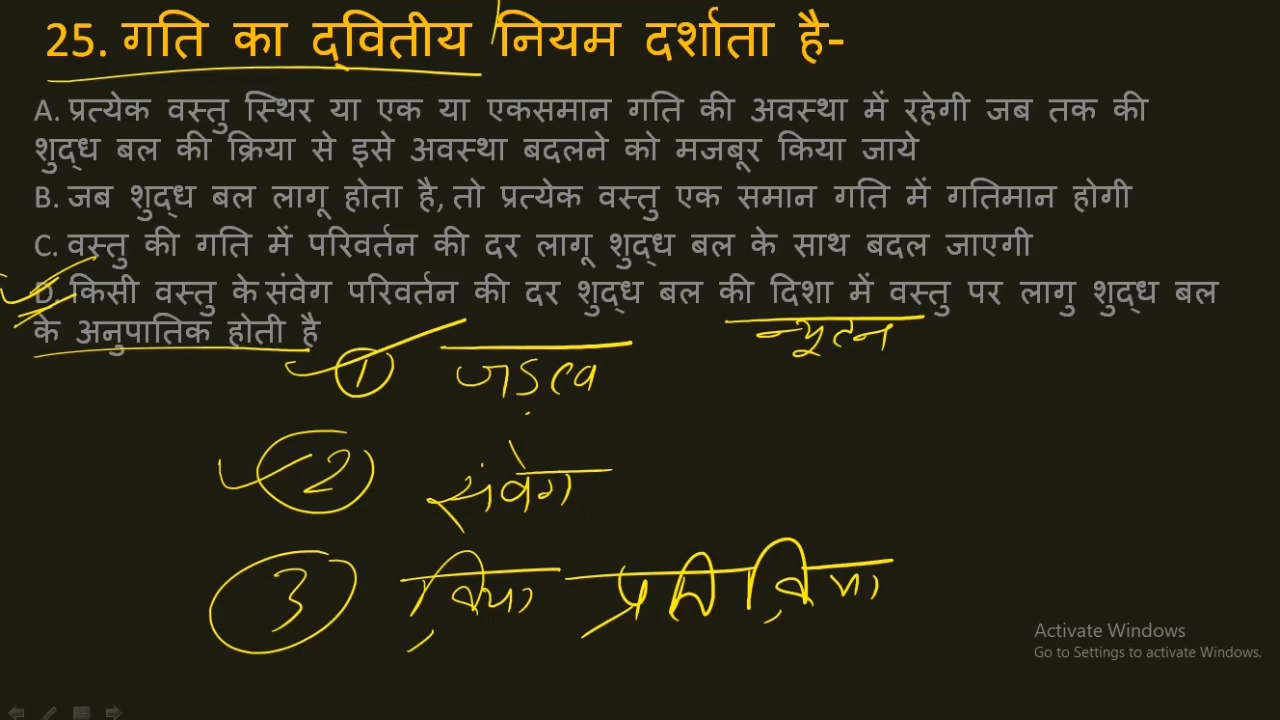 25. गति का द्वितीय नियम दर्शाता है-
A. प्रत्येक वस्तु स्थिर या एक या एकसमान गति की अवस्था में रहेगी जब तक की
शुद्ध बल की क्रिया से इसे अवस्था बदलने को मजबूर किया जाये
B. जब शुद्ध बल लागू होता है, तो प्रत्येक वस्तु एक समान गति में गतिमान होगी
C. वस्तु की गति में परिवर्तन की दर लागू शुद्ध बल के साथ बदल जाएगी
D. किसी वस्तु के संवेग परिवर्तन की दर शुद्ध बल की दिशा में वस्तु पर लागु शुद्ध बल
के अनुपातिक होती है
न्यूटन
1 जड़त्व
2 संवेग
3 क्रिया प्रतिक्रिया
Activate Windows
Go to Settings to activate Windows.